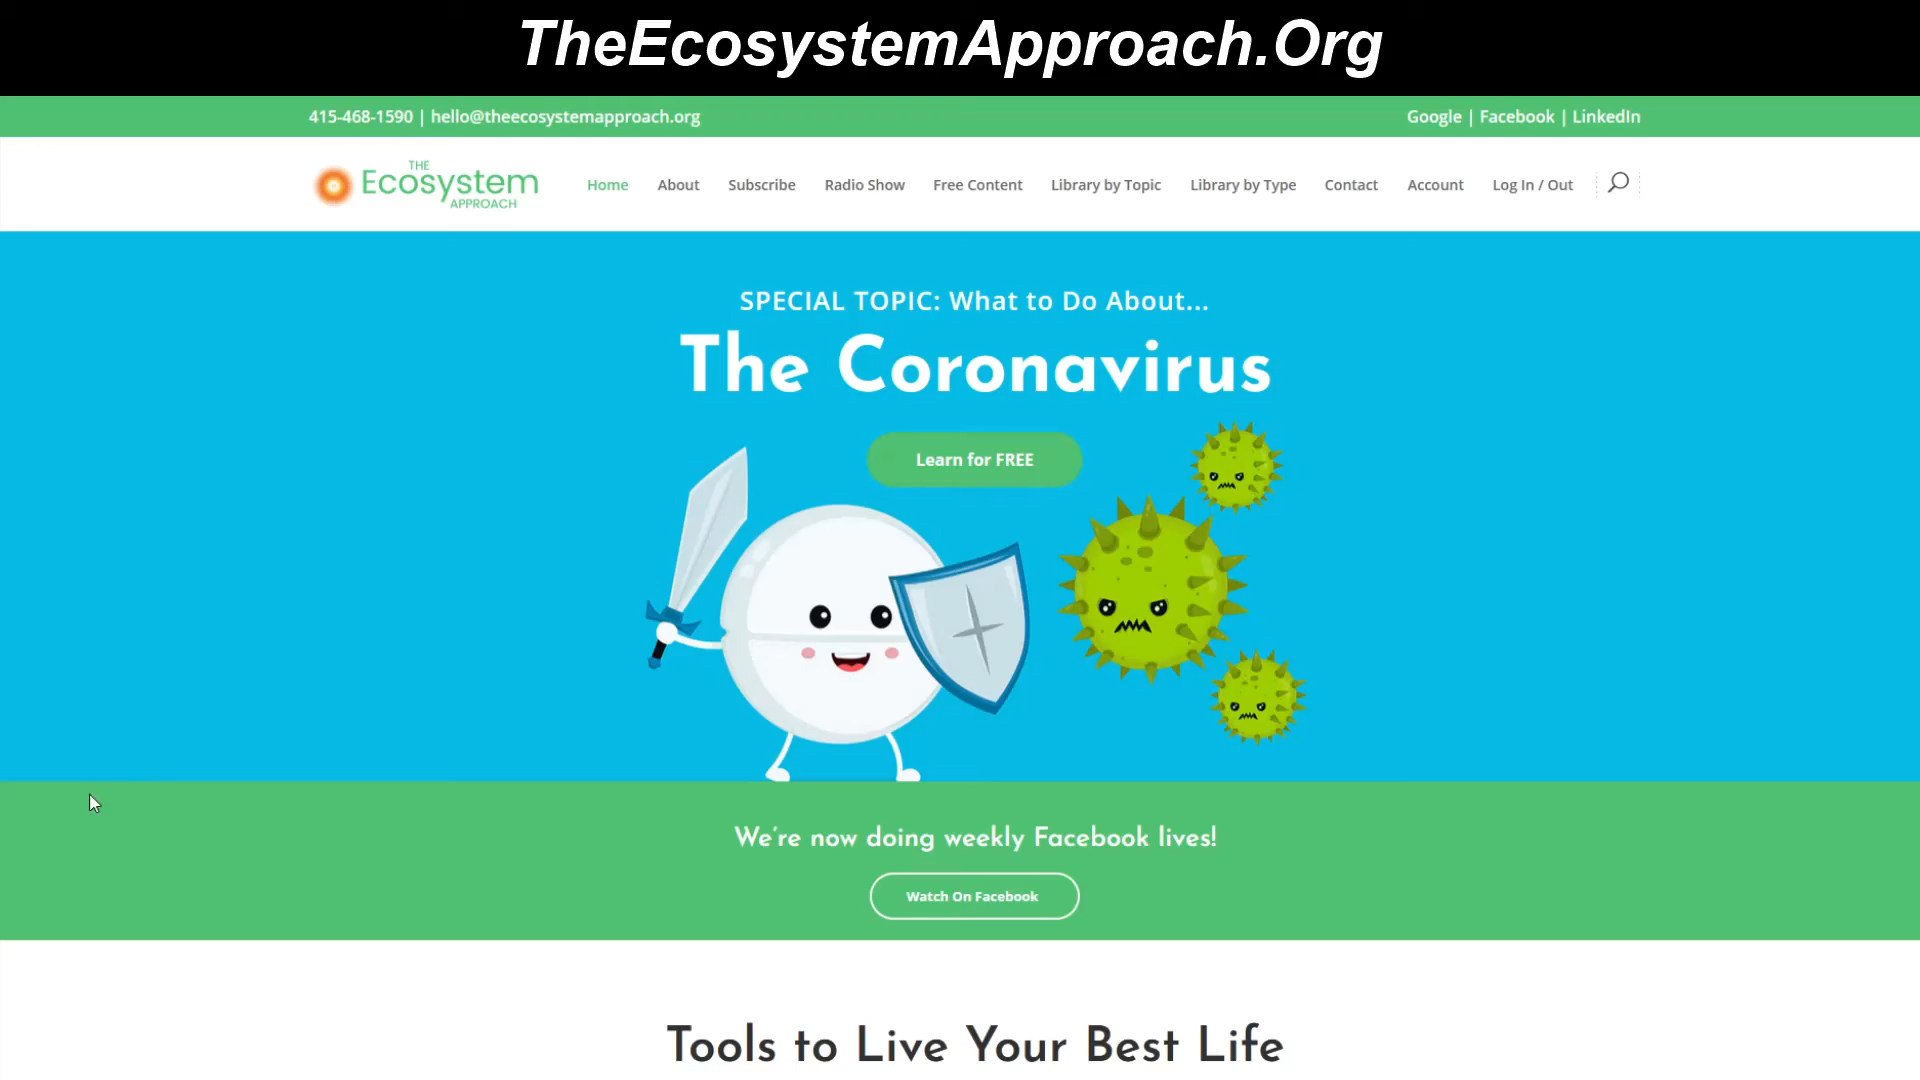 TheEcosystemApproach.Org
415-468-1590 | hello@theecosystemapproach.org
Google | Facebook | LinkedIn
THE
Ecosystem
APPROACH
Home About Subscribe Radio Show Free Content Library by Topic Library by Type Contact Account Log In / Out
SPECIAL TOPIC: What to Do About...
The Coronavirus
Learn for FREE
We're now doing weekly Facebook lives!
Watch On Facebook
Tools to Live Your Best Life